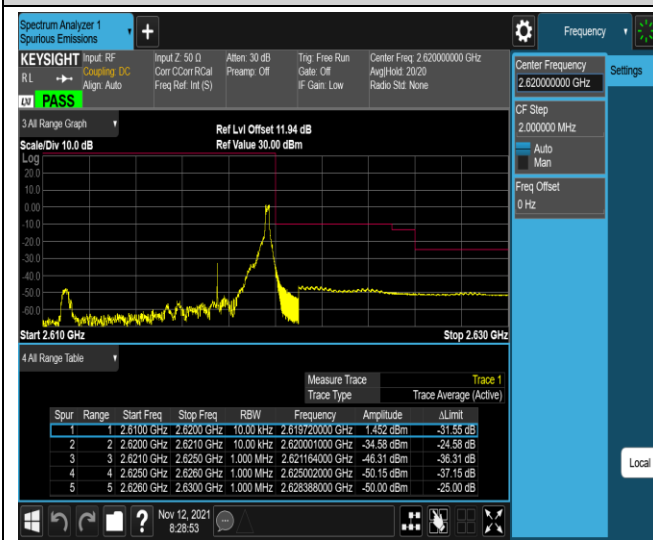 Spectrum Analyzer 1
Spurious Emissions
+
Frequency
KEYSIGHT
RL
Input: RF
Coupling: DC
Align: Auto
Input Z: 50 Ω
Corr CCorr RCal
Freq Ref: Int (S)
Atten: 30 dB
Preamp: Off
Trig: Free Run
Gate: Off
IF Gain: Low
Center Freq: 2.620000000 GHz
Avg|Hold: 20/20
Radio Std: None
LXI PASS
Center Frequency
2.620000000 GHz
Settings
CF Step
2.000000 MHz
Auto
Man
Freq Offset
0 Hz
Local
3 All Range Graph
Scale/Div 10.0 dB
Ref Lvl Offset 11.94 dB
Ref Value 30.00 dBm
Log
20.0
10.0
0.00
-10.0
-20.0
-30.0
-40.0
-50.0
-60.0
Start 2.610 GHz Stop 2.630 GHz
4 All Range Table
Measure Trace Trace 1
Trace Type Trace Average (Active)
Spur Range Start Freq Stop Freq RBW Frequency Amplitude ΔLimit
1 1 2.6100 GHz 2.6200 GHz 10.00 kHz 2.619720000 GHz 1.452 dBm -31.55 dB
2 2 2.6200 GHz 2.6210 GHz 10.00 kHz 2.620001000 GHz -34.58 dBm -24.58 dB
3 3 2.6210 GHz 2.6250 GHz 1.000 MHz 2.621164000 GHz -46.31 dBm -36.31 dB
4 4 2.6250 GHz 2.6260 GHz 1.000 MHz 2.625002000 GHz -50.15 dBm -37.15 dB
5 5 2.6260 GHz 2.6300 GHz 1.000 MHz 2.628388000 GHz -50.00 dBm -25.00 dB
?
Nov 12, 2021
8:28:53